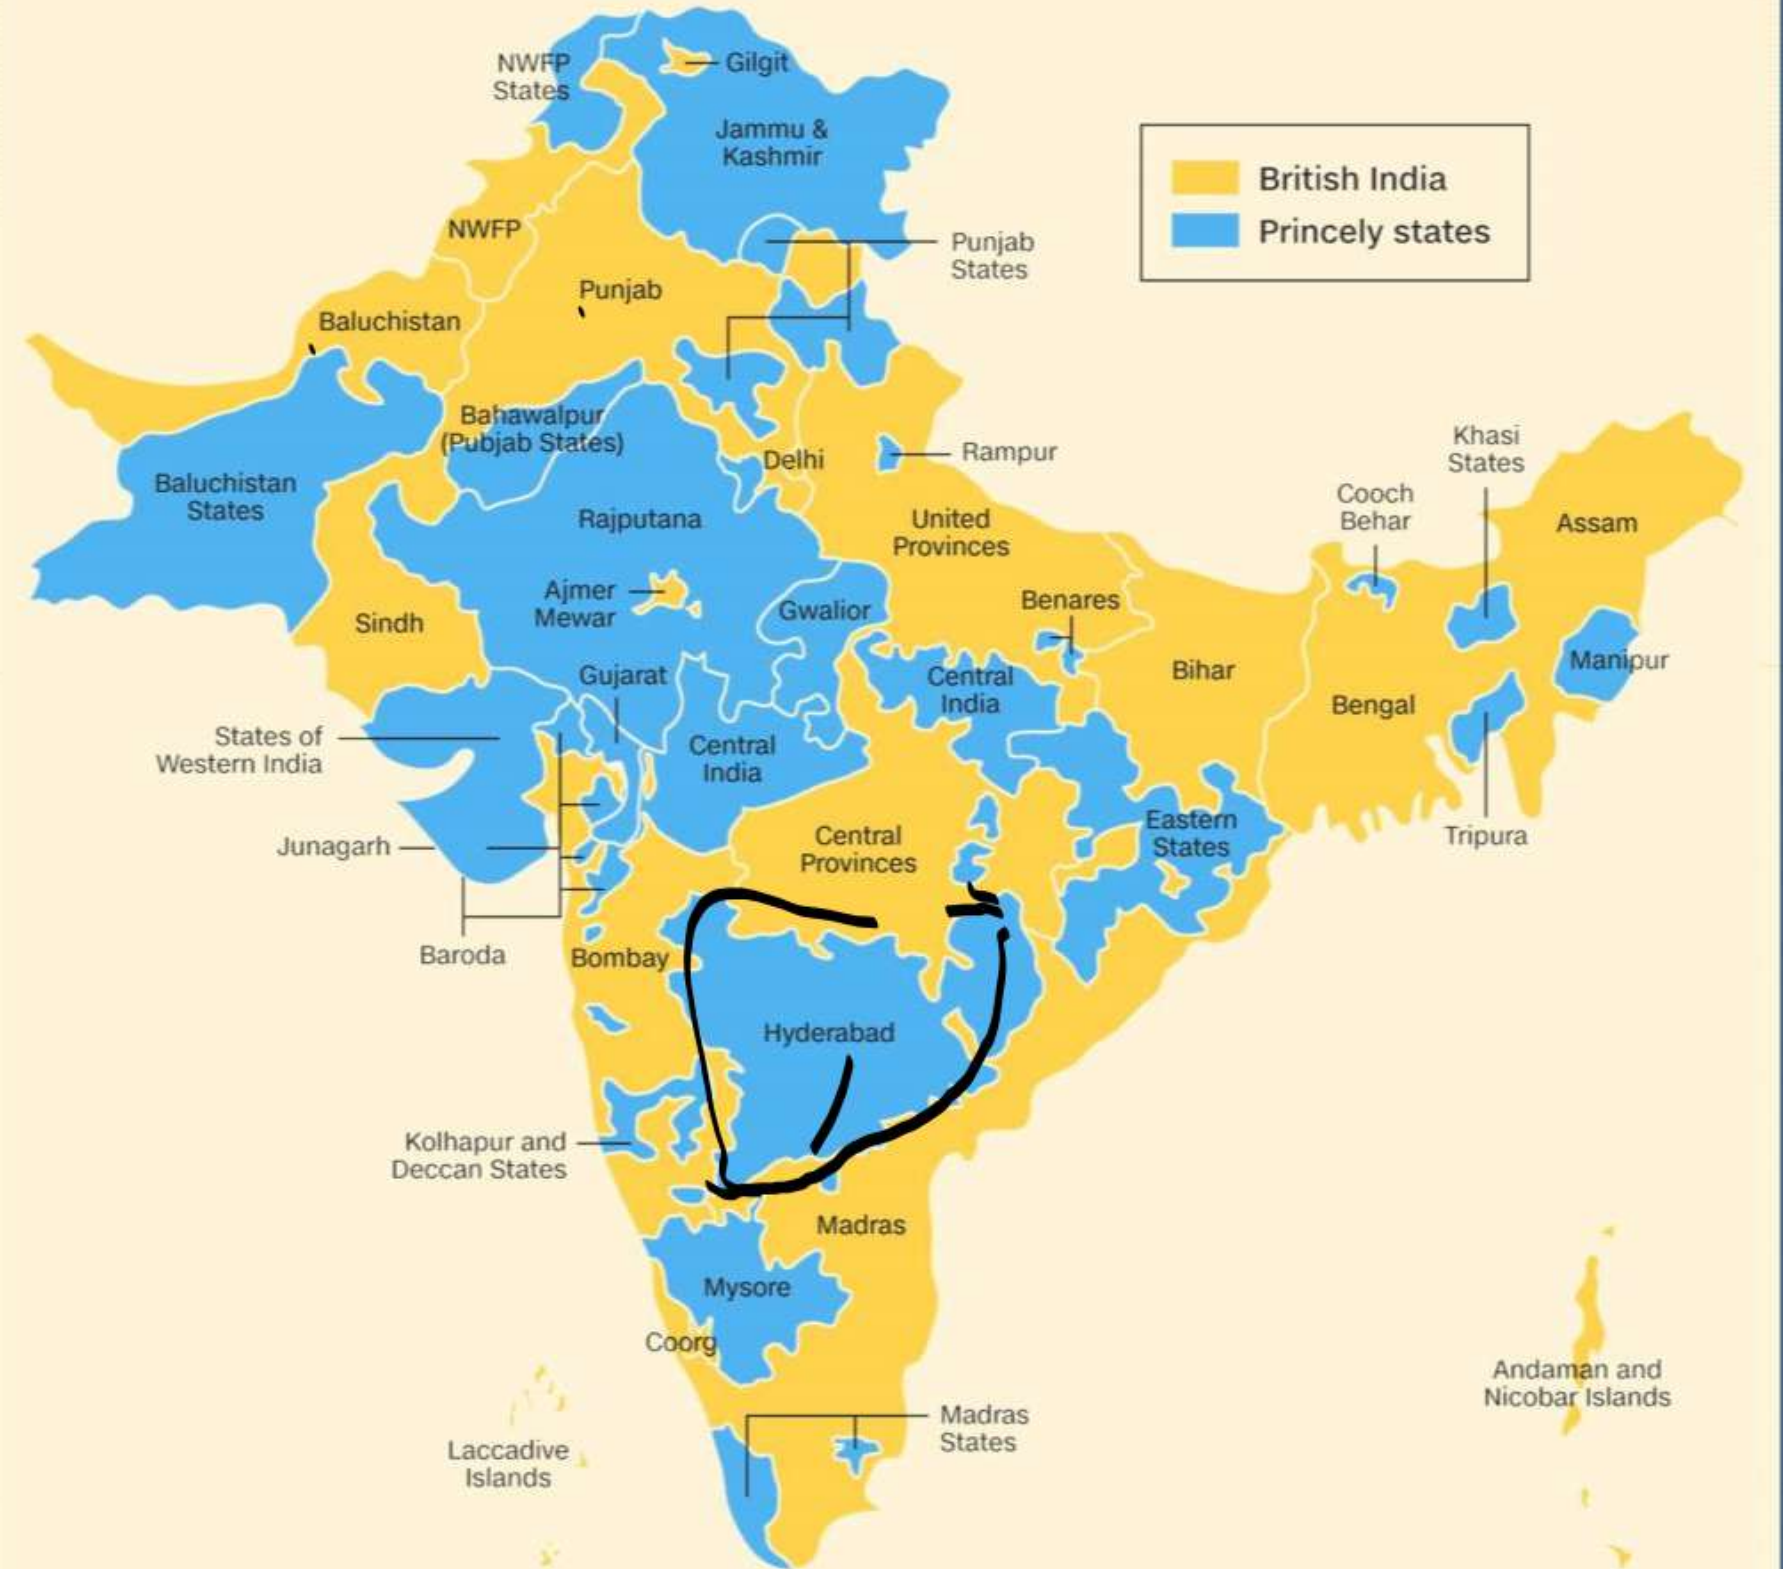 NWFP
States
Gilgit
Jammu &
Kashmir
British India
Princely states
NWFP
Punjab
States
Punjab
Baluchistan
Bahawalpur
(Pubjab States)
Delhi
Rampur
Khasi
States
Cooch
Behar
Assam
Baluchistan
States
Rajputana
United
Provinces
Ajmer
Mewar
Gwalior
Benares
Sindh
Manipur
Bihar
Gujarat
Central
India
Bengal
States of
Western India
Central
India
Junagarh
Central
Provinces
Eastern
States
Tripura
Baroda
Bombay
Hyderabad
Kolhapur and
Deccan States
Madras
Mysore
Coorg
Andaman and
Nicobar Islands
Madras
States
Laccadive
Islands